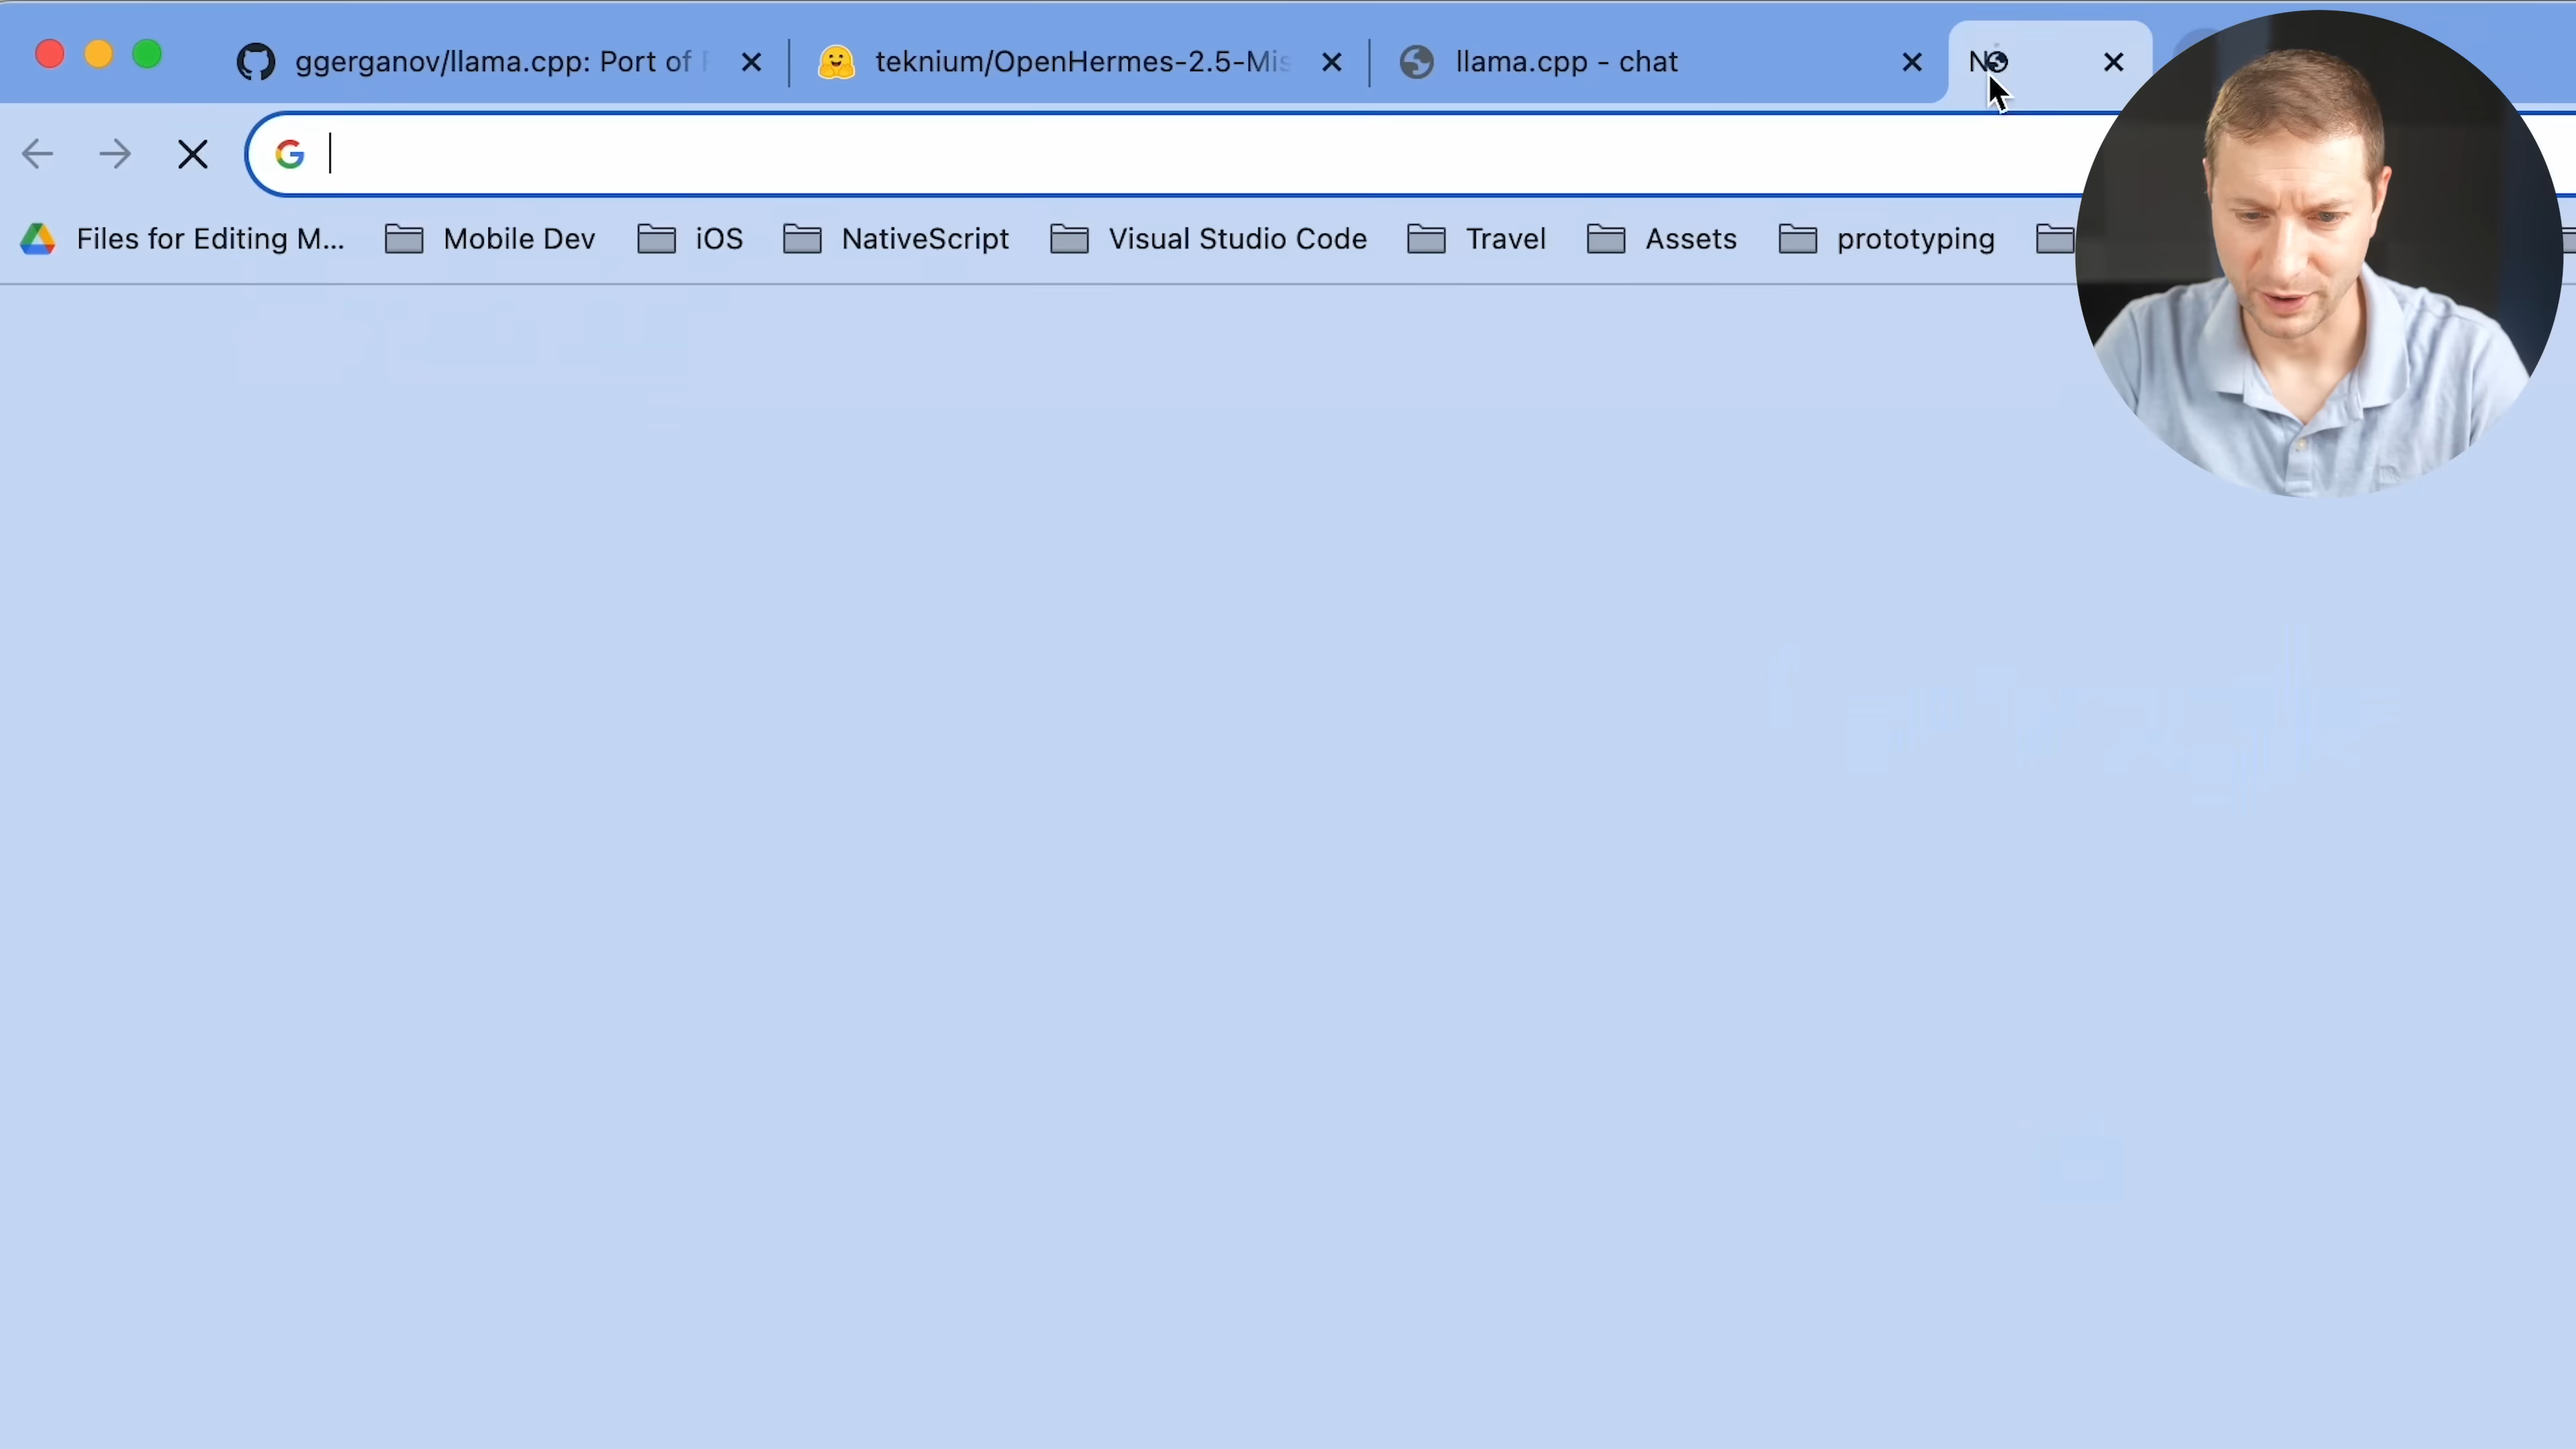 ggerganov/llama.cpp: Port of
teknium/OpenHermes-2.5-Mis
llama.cpp - chat
Files for Editing M...
Mobile Dev
iOS
NativeScript
Visual Studio Code
Travel
Assets
prototyping